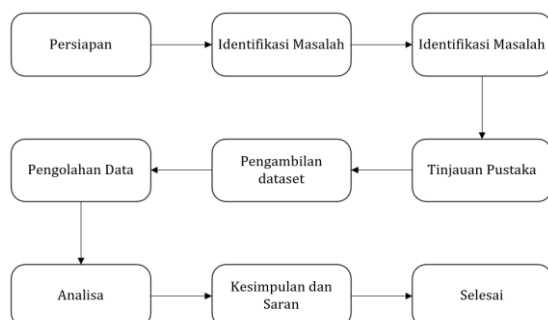 Persiapan
Identifikasi Masalah
Identifikasi Masalah
Tinjauan Pustaka
Pengambilan
dataset
Pengolahan Data
Analisa
Kesimpulan dan
Saran
Selesai